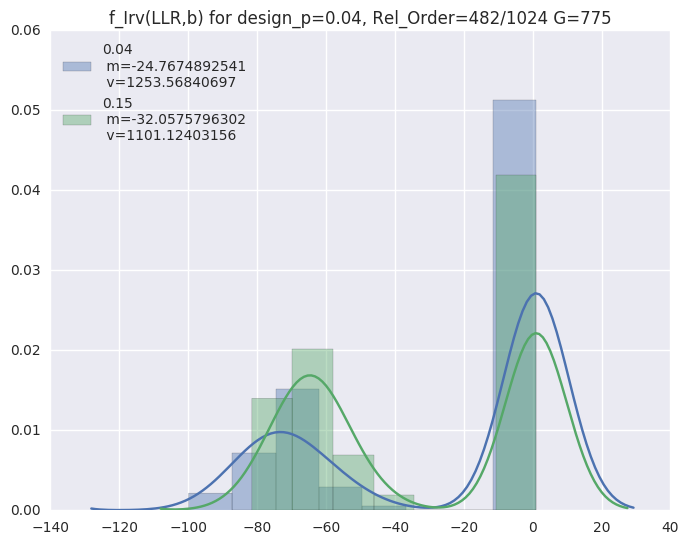 f_Irv(LLR,b) for design_p=0.04, Rel_Order=482/1024 G=775
0.06
0.05
0.04
0.03
0.02
0.01
0.00
0.04
m=-24.7674892541
v=1253.56840697
0.15
m=-32.0575796302
v=1101.12403156
−140 −120 −100 −80 −60 −40 −20 0 20 40